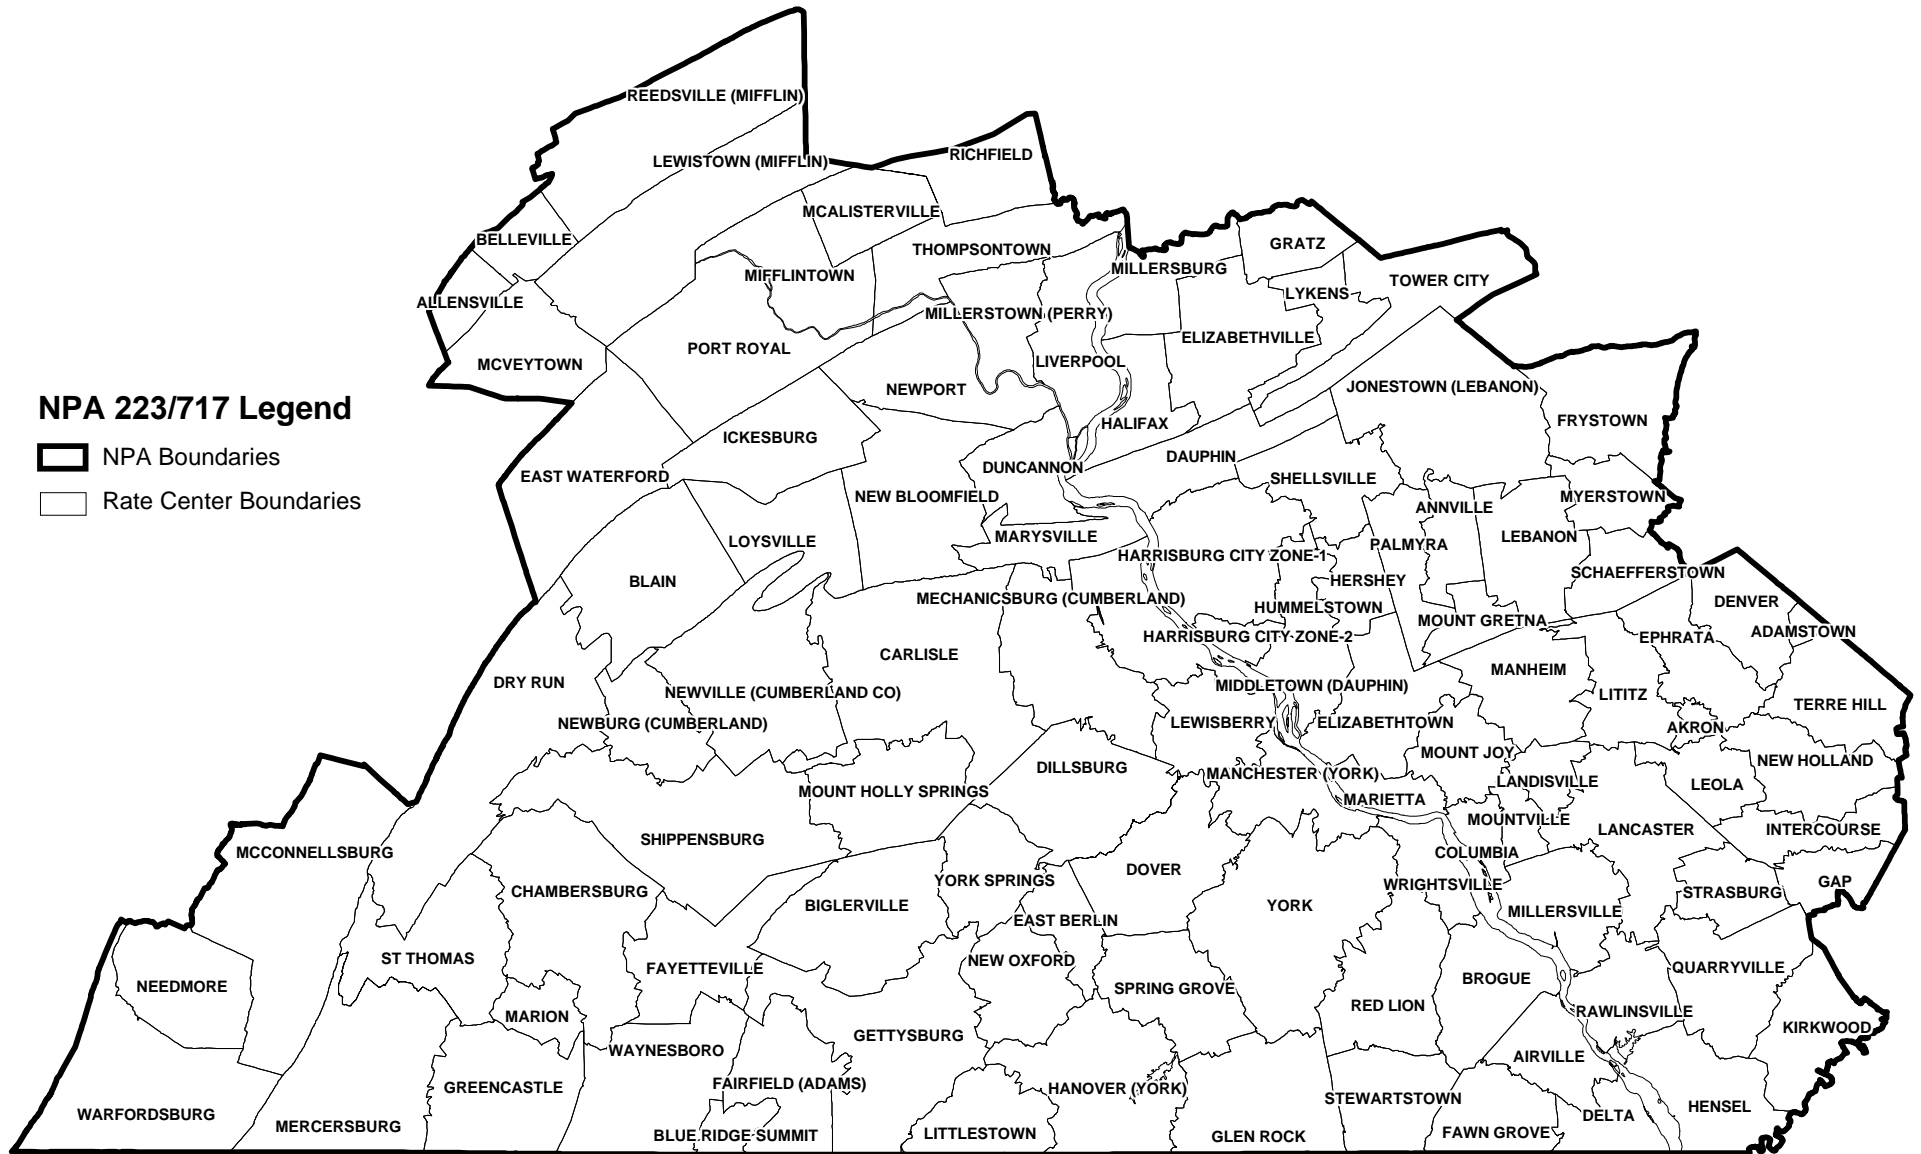 REEDSVILLE (MIFFLIN)
RICHFIELD
LEWISTOWN (MIFFLIN)
MCALISTERVILLE
BELLEVILLE
GRATZ
THOMPSONTOWN
MILLERSBURG
MIFFLINTOWN
TOWER CITY
LYKENS
ALLENSVILLE
MILLERSTOWN (PERRY)
ELIZABETHVILLE
PORT ROYAL
LIVERPOOL
MCVEYTOWN
JONESTOWN (LEBANON)
NEWPORT
NPA 223/717 Legend
NPA Boundaries
Rate Center Boundaries
FRYSTOWN
HALIFAX
ICKESBURG
DAUPHIN
DUNCANNON
EAST WATERFORD
SHELLSVILLE
NEW BLOOMFIELD
MYERSTOWN
ANNVILLE
MARYSVILLE
LEBANON
LOYSVILLE
PALMYRA
HARRISBURG CITY ZONE-1
SCHAEFFERSTOWN
BLAIN
HERSHEY
MECHANICSBURG (CUMBERLAND)
DENVER
HUMMELSTOWN
MOUNT GRETNA
ADAMSTOWN
HARRISBURG CITY ZONE-2
EPHRATA
CARLISLE
MANHEIM
DRY RUN
MIDDLETOWN (DAUPHIN)
NEWVILLE (CUMBERLAND CO)
LITITZ
TERRE HILL
NEWBURG (CUMBERLAND)
LEWISBERRY
ELIZABETHTOWN
AKRON
MOUNT JOY
NEW HOLLAND
DILLSBURG
MANCHESTER (YORK)
LANDISVILLE
LEOLA
MOUNT HOLLY SPRINGS
MARIETTA
MOUNTVILLE
LANCASTER
INTERCOURSE
SHIPPENSBURG
MCCONNELLSBURG
COLUMBIA
DOVER
YORK SPRINGS
WRIGHTSVILLE
GAP
CHAMBERSBURG
STRASBURG
BIGLERVILLE
YORK
MILLERSVILLE
EAST BERLIN
ST THOMAS
NEW OXFORD
FAYETTEVILLE
QUARRYVILLE
BROGUE
NEEDMORE
SPRING GROVE
RED LION
RAWLINSVILLE
MARION
KIRKWOOD
GETTYSBURG
WAYNESBORO
AIRVILLE
FAIRFIELD (ADAMS)
GREENCASTLE
HANOVER (YORK)
STEWARTSTOWN
HENSEL
WARFORDSBURG
DELTA
MERCERSBURG
BLUE RIDGE SUMMIT
LITTLESTOWN
GLEN ROCK
FAWN GROVE